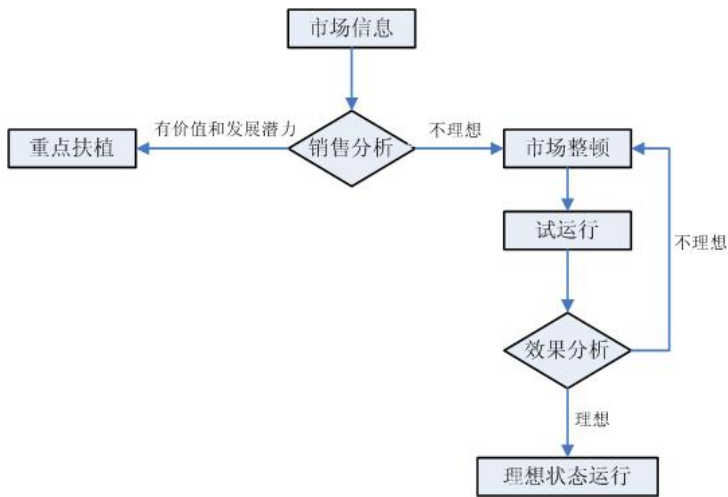 市场信息
有价值和发展潜力
不理想
重点扶植
销售分析
市场整顿
试运行
不理想
效果分析
理想
理想状态运行